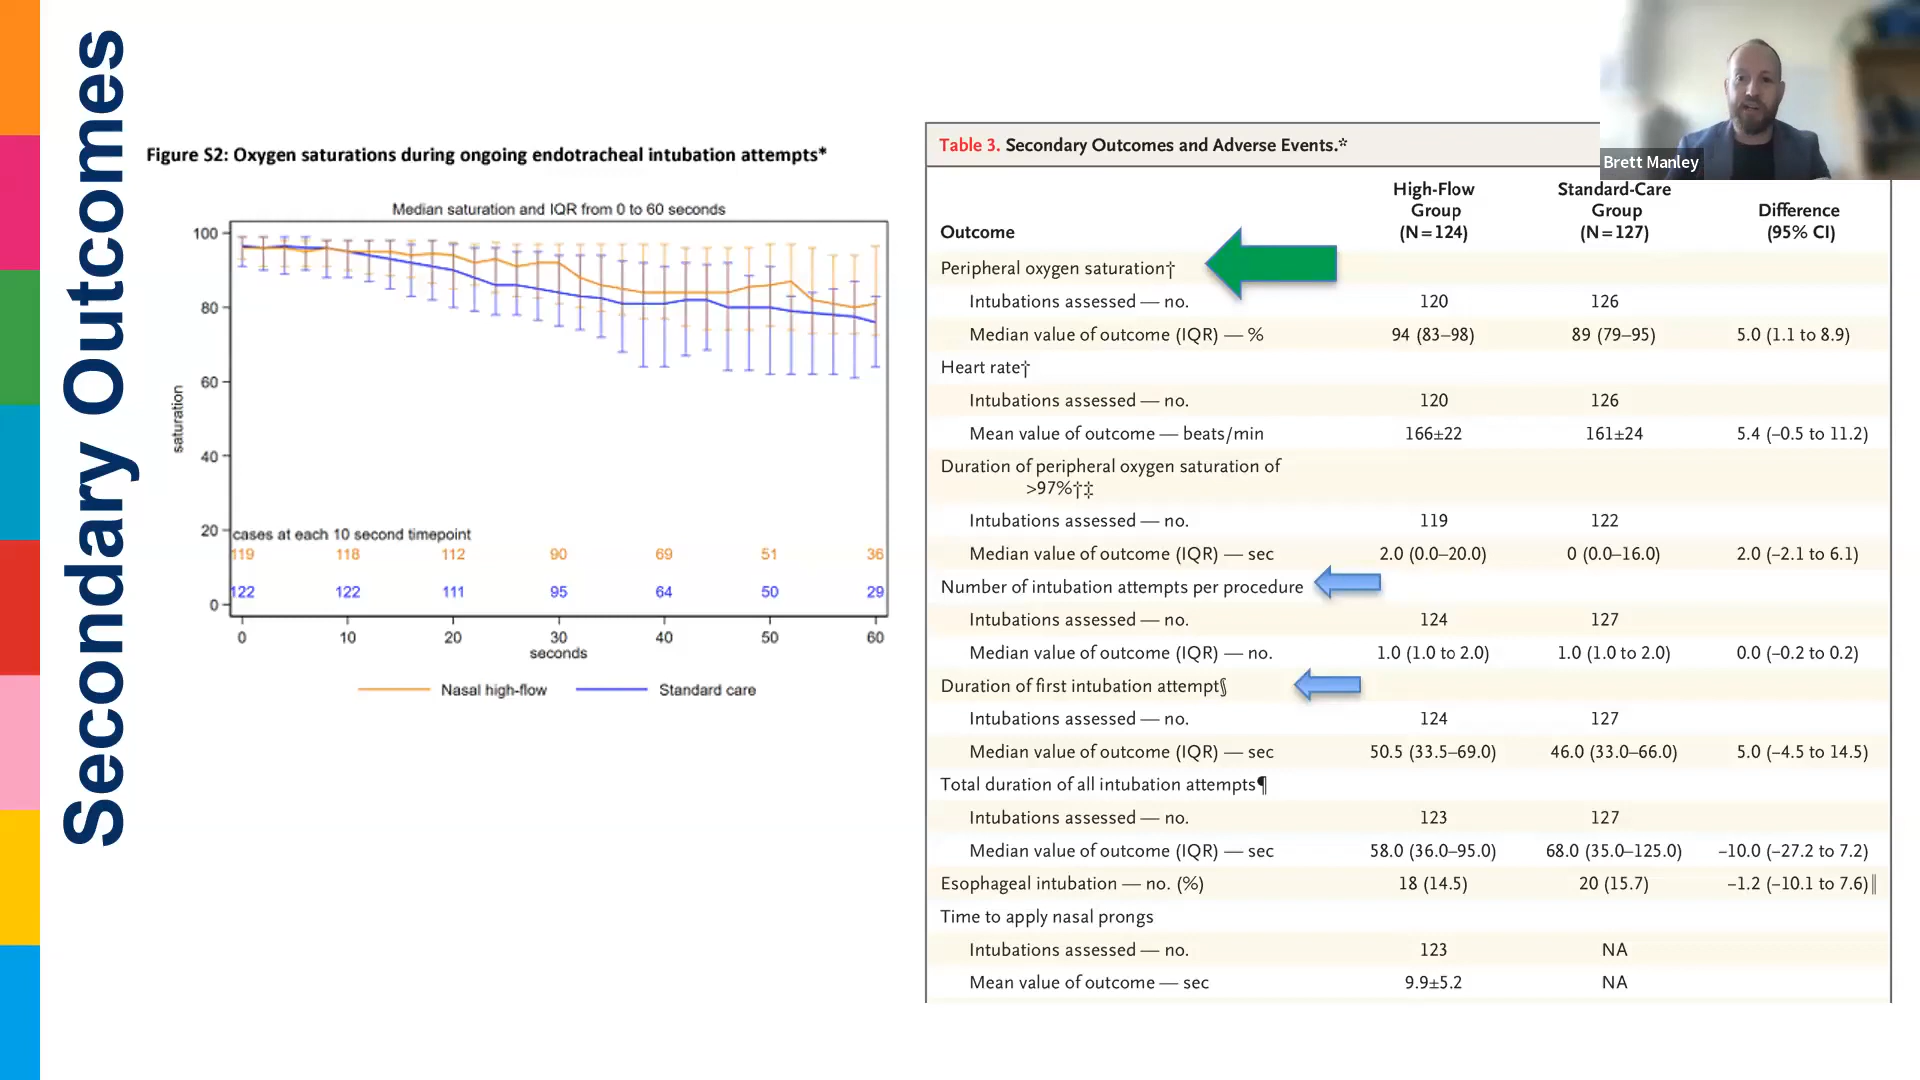 Secondary Outcomes
Figure S2: Oxygen saturations during ongoing endotracheal intubation attempts*
Median saturation and IQR from 0 to 60 seconds
100
80
60
40
20
0
saturation
cases at each 10 second timepoint
119 118 112 90 69 51 36
122 122 111 95 64 50 29
0 10 20 30 40 50 60
seconds
Nasal high-flow Standard care
Brett Manley
Table 3. Secondary Outcomes and Adverse Events.*
Outcome High-Flow Group (N=124) Standard-Care Group (N=127) Difference (95% CI)
Peripheral oxygen saturation†
Intubations assessed — no. 120 126
Median value of outcome (IQR) — % 94 (83–98) 89 (79–95) 5.0 (1.1 to 8.9)
Heart rate†
Intubations assessed — no. 120 126
Mean value of outcome — beats/min 166±22 161±24 5.4 (–0.5 to 11.2)
Duration of peripheral oxygen saturation of
>97%†‡
Intubations assessed — no. 119 122
Median value of outcome (IQR) — sec 2.0 (0.0–20.0) 0 (0.0–16.0) 2.0 (–2.1 to 6.1)
Number of intubation attempts per procedure
Intubations assessed — no. 124 127
Median value of outcome (IQR) — no. 1.0 (1.0 to 2.0) 1.0 (1.0 to 2.0) 0.0 (–0.2 to 0.2)
Duration of first intubation attempt§
Intubations assessed — no. 124 127
Median value of outcome (IQR) — sec 50.5 (33.5–69.0) 46.0 (33.0–66.0) 5.0 (–4.5 to 14.5)
Total duration of all intubation attempts¶
Intubations assessed — no. 123 127
Median value of outcome (IQR) — sec 58.0 (36.0–95.0) 68.0 (35.0–125.0) –10.0 (–27.2 to 7.2)
Esophageal intubation — no. (%) 18 (14.5) 20 (15.7) –1.2 (–10.1 to 7.6)‖
Time to apply nasal prongs
Intubations assessed — no. 123 NA
Mean value of outcome — sec 9.9±5.2 NA